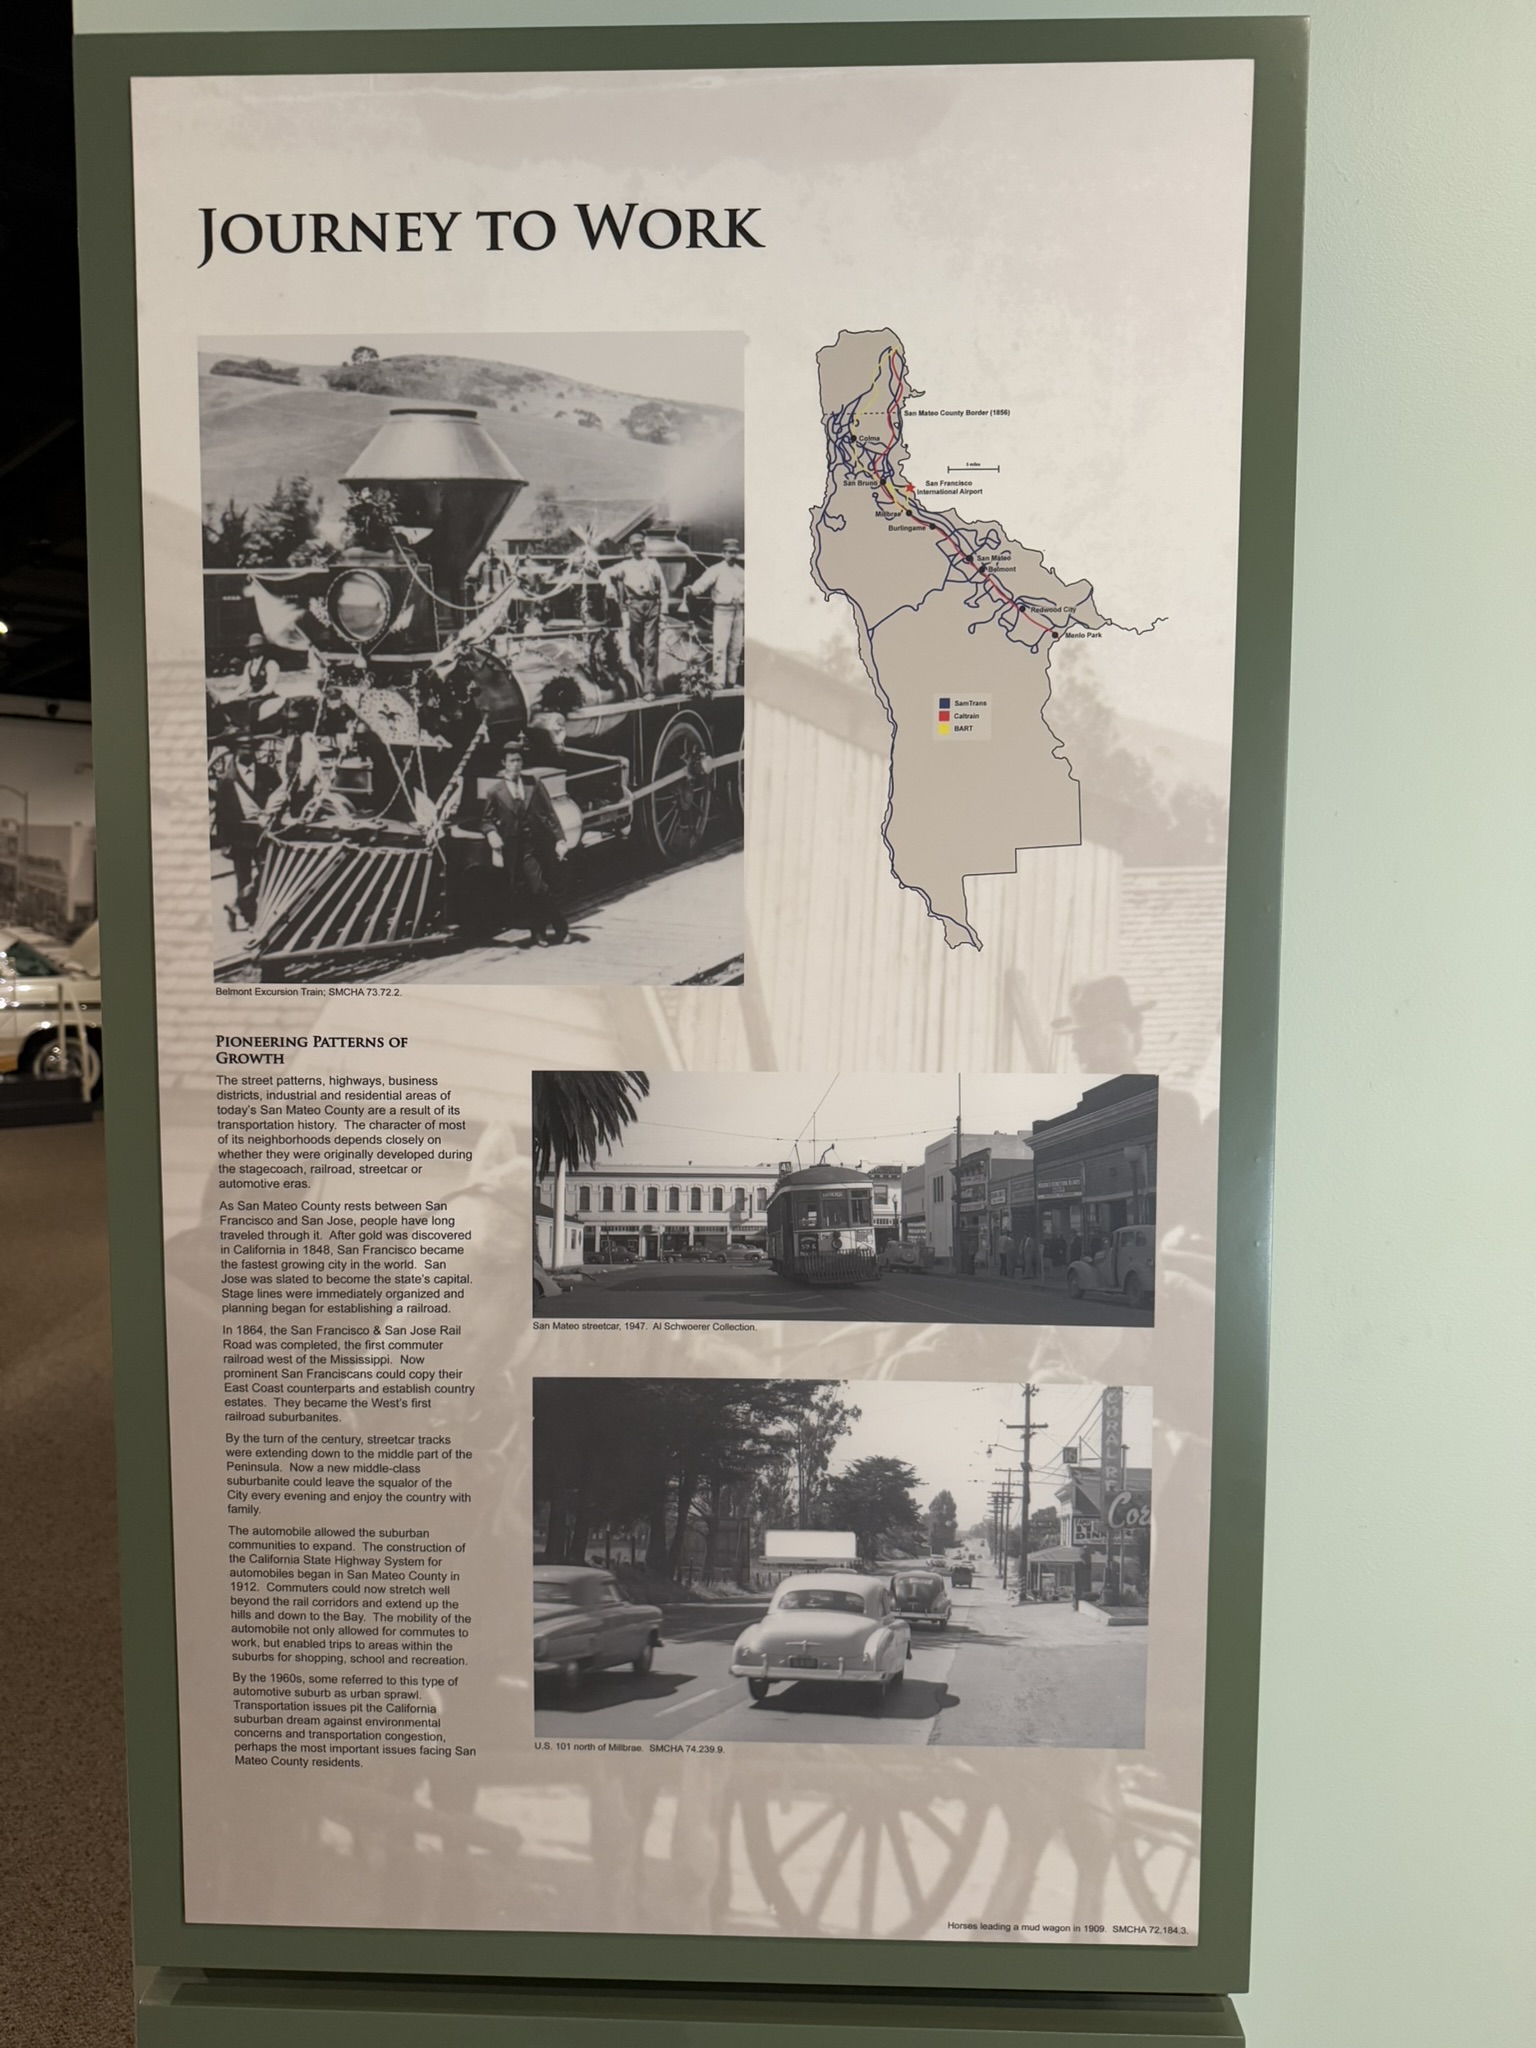 JOURNEY TO WORK
San Mateo County Border (1856)
Colma
5 miles
San Bruno
San Francisco
International Airport
Millbrae
Burlingame
San Mateo
Belmont
Redwood City
Menlo Park
SamTrans
Caltrain
BART
Belmont Excursion Train; SMCHA 73.72.2.
PIONEERING PATTERNS OF
GROWTH
The street patterns, highways, business
districts, industrial and residential areas of
today's San Mateo County are a result of its
transportation history.  The character of most
of its neighborhoods depends closely on
whether they were originally developed during
the stagecoach, railroad, streetcar or
automotive eras.
As San Mateo County rests between San
Francisco and San Jose, people have long
traveled through it.  After gold was discovered
in California in 1848, San Francisco became
the fastest growing city in the world.  San
Jose was slated to become the state's capital.
Stage lines were immediately organized and
planning began for establishing a railroad.
In 1864, the San Francisco & San Jose Rail
Road was completed, the first commuter
railroad west of the Mississippi.  Now
prominent San Franciscans could copy their
East Coast counterparts and establish country
estates.  They became the West's first
railroad suburbanites.
By the turn of the century, streetcar tracks
were extending down to the middle part of the
Peninsula.  Now a new middle-class
suburbanite could leave the squalor of the
City every evening and enjoy the country with
family.
The automobile allowed the suburban
communities to expand.  The construction of
the California State Highway System for
automobiles began in San Mateo County in
1912.  Commuters could now stretch well
beyond the rail corridors and extend up the
hills and down to the Bay.  The mobility of the
automobile not only allowed for commutes to
work, but enabled trips to areas within the
suburbs for shopping, school and recreation.
By the 1960s, some referred to this type of
automotive suburb as urban sprawl.
Transportation issues pit the California
suburban dream against environmental
concerns and transportation congestion,
perhaps the most important issues facing San
Mateo County residents.
San Mateo streetcar, 1947.  Al Schwoerer Collection.
CORAL
Cor
U.S. 101 north of Millbrae.  SMCHA 74.239.9.
Horses leading a mud wagon in 1909.  SMCHA 72.184.3.